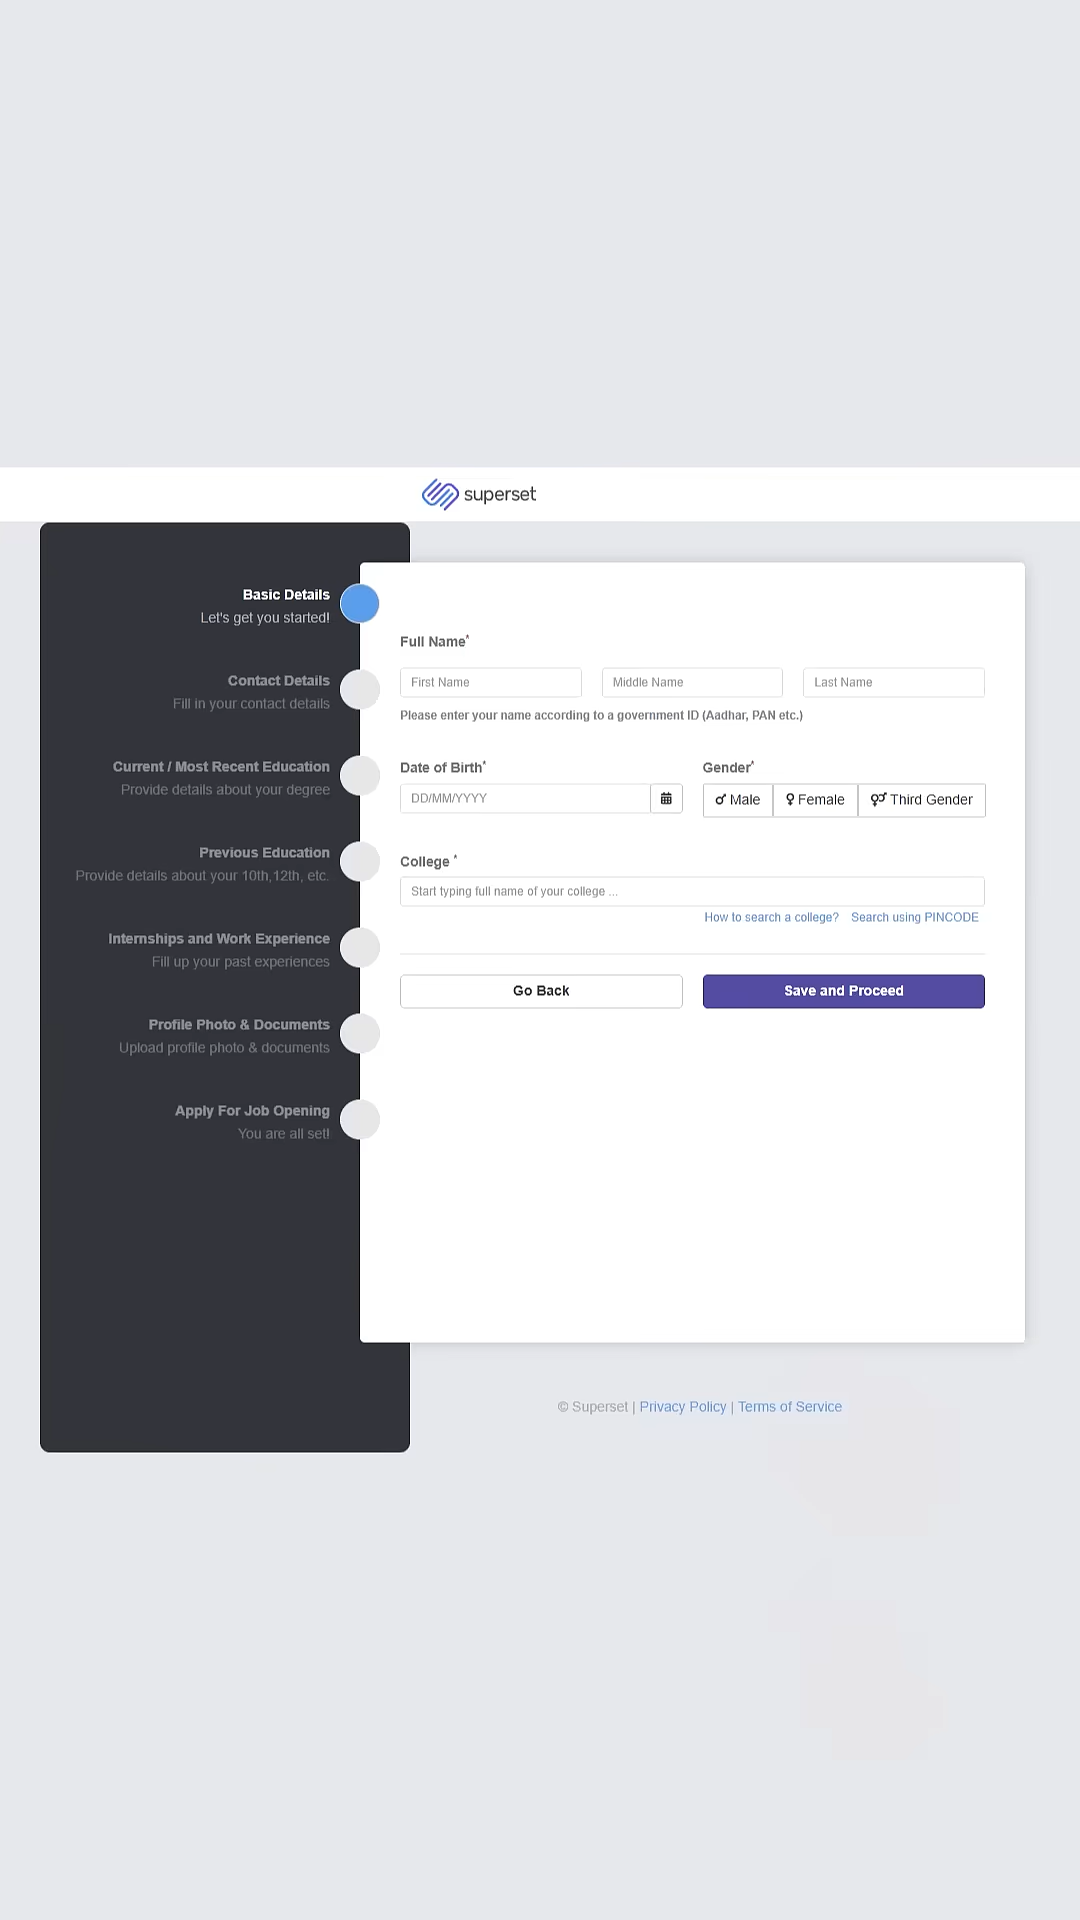 superset
Basic Details
Let's get you started!
Contact Details
Fill in your contact details
Current / Most Recent Education
Provide details about your degree
Previous Education
Provide details about your 10th,12th, etc.
Internships and Work Experience
Fill up your past experiences
Profile Photo & Documents
Upload profile photo & documents
Apply For Job Opening
You are all set!
Full Name*
First Name Middle Name Last Name
Please enter your name according to a government ID (Aadhar, PAN etc.)
Date of Birth* Gender*
DD/MM/YYYY Male Female Third Gender
College *
Start typing full name of your college ...
How to search a college? Search using PINCODE
Go Back Save and Proceed
© Superset | Privacy Policy | Terms of Service